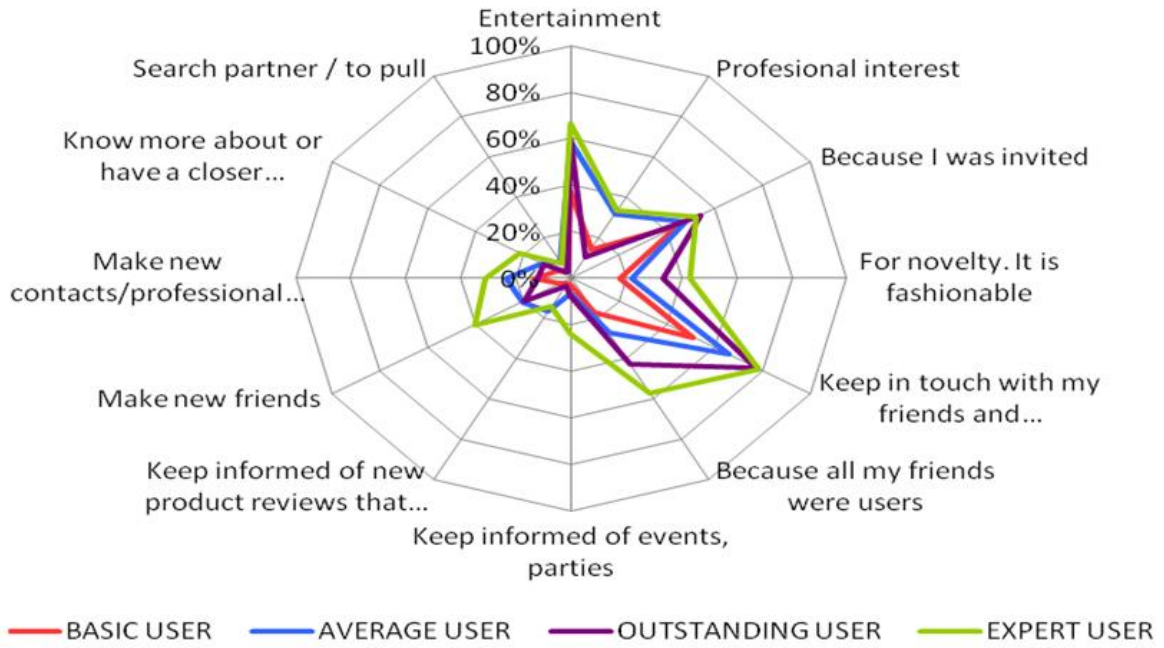 Entertainment
100%
80%
60%
40%
20%
0%
Profesional interest
Because I was invited
For novelty. It is
fashionable
Keep in touch with my
friends and...
Because all my friends
were users
Keep informed of events,
parties
Keep informed of new
product reviews that...
Make new friends
Make new
contacts/professional...
Know more about or
have a closer...
Search partner / to pull
BASIC USER
AVERAGE USER
OUTSTANDING USER
EXPERT USER